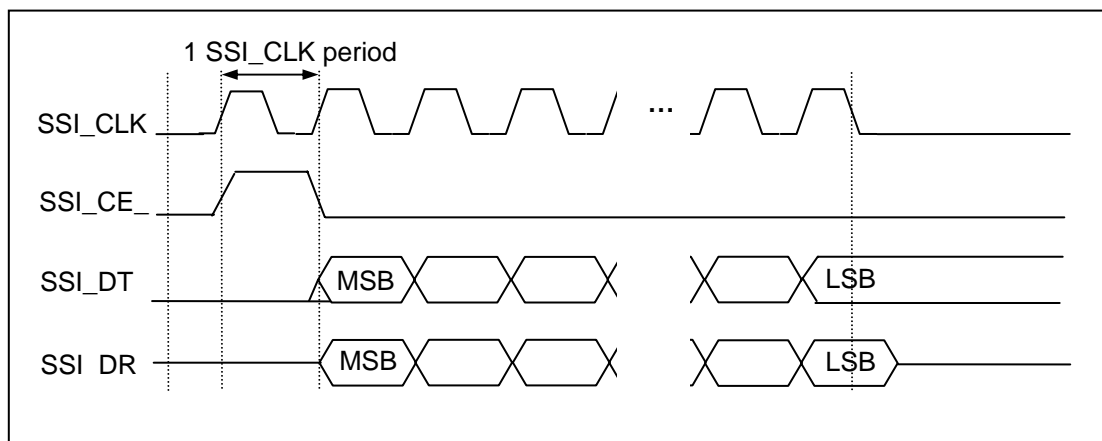 1 SSI_CLK period
SSI_CLK
...
SSI_CE_
SSI_DT
MSB
LSB
SSI DR
MSB
LSB